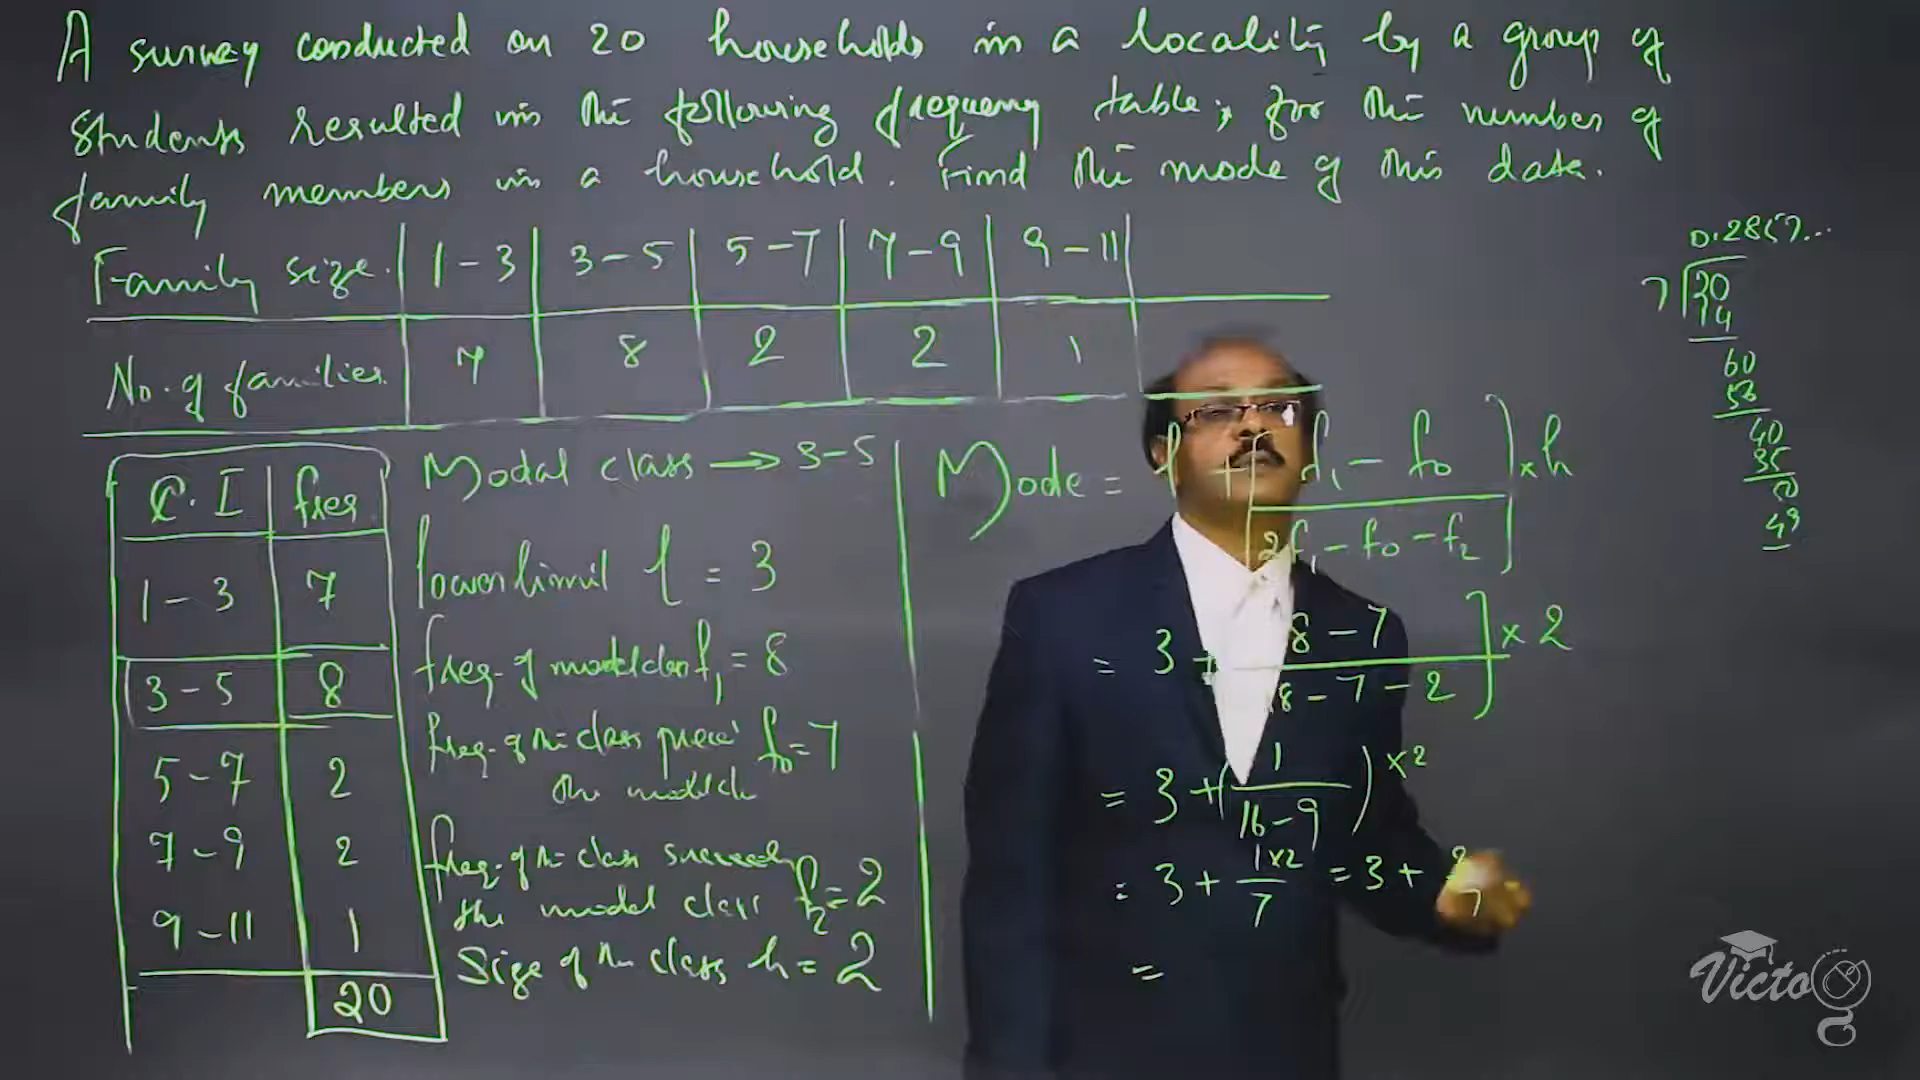 A survey conducted on 20 households in a locality by a group of
students resulted in the following frequency table, for the number of
family members in a household. Find the mode of this data.
Family size 1-3 3-5 5-7 7-9 9-11
No. of families 7 8 2 2 1
C.I freq
1-3 7
3-5 8
5-7 2
7-9 2
9-11 1
20
Modal class → 3-5
lower limit l = 3
freq. of modal class f₁ = 8
freq. of the class prece f₀ = 7
the modal cl
freq. of the class
the modal class f₂ = 2
Size of the class h = 2
Mode = l + [ f₁ - f₀ / 2f₁ - f₀ - f₂ ] × h
= 3 + 8 - 7 / 8 - 7 - 2 ] × 2
= 3 + ( 1 / 16 - 9 ) × 2
= 3 + 1×2 / 7 = 3 + 2 / 7
=
0.2857...
7 20
14
60
56
40
35
50
49
Victo